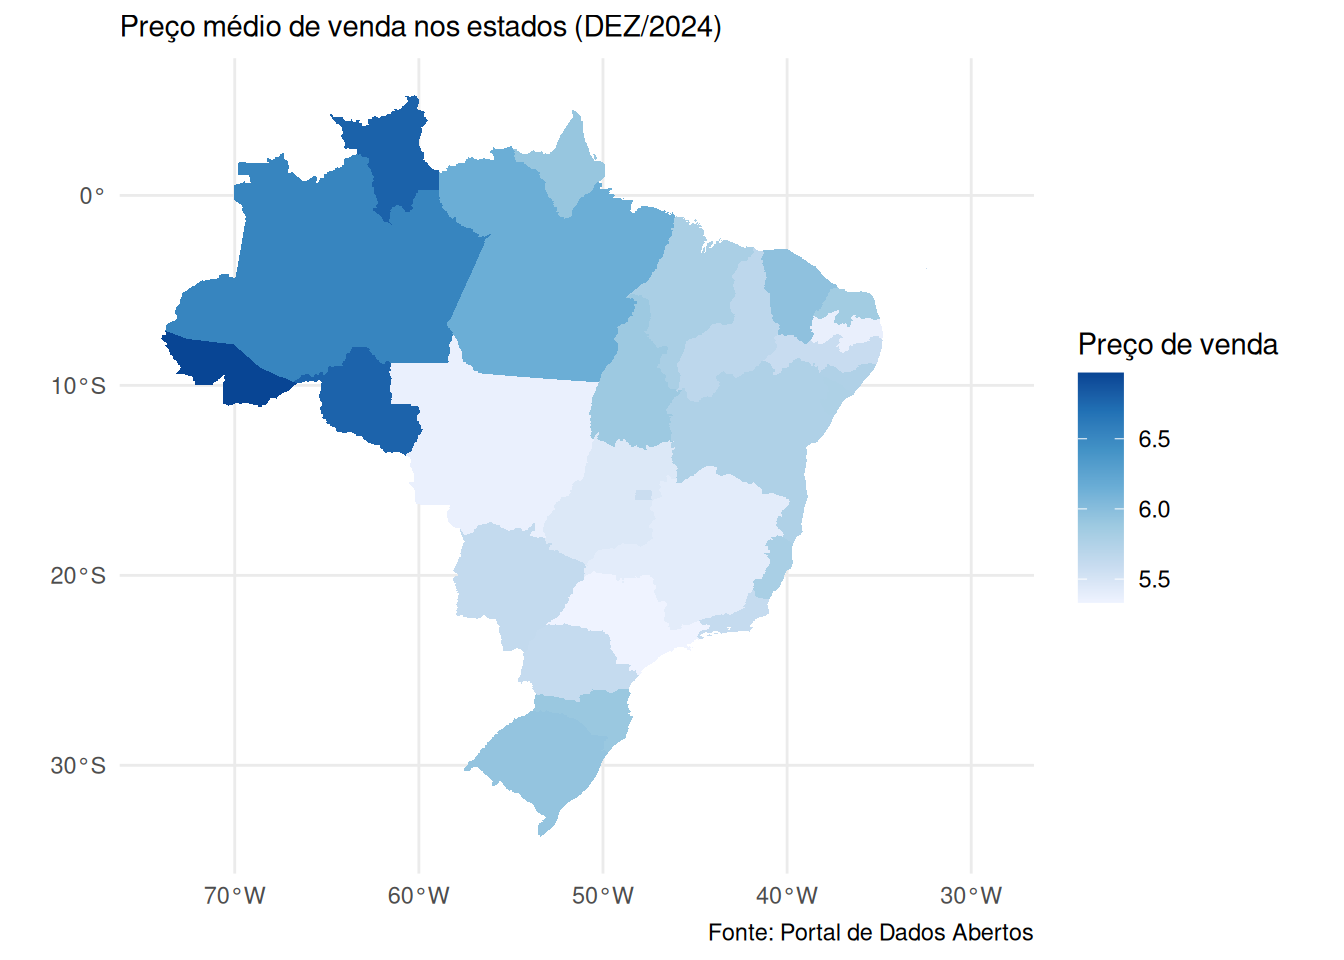 Preço médio de venda nos estados (DEZ/2024)
0°
10°S
20°S
30°S
70°W
60°W
50°W
40°W
30°W
Preço de venda
6.5
6.0
5.5
Fonte: Portal de Dados Abertos